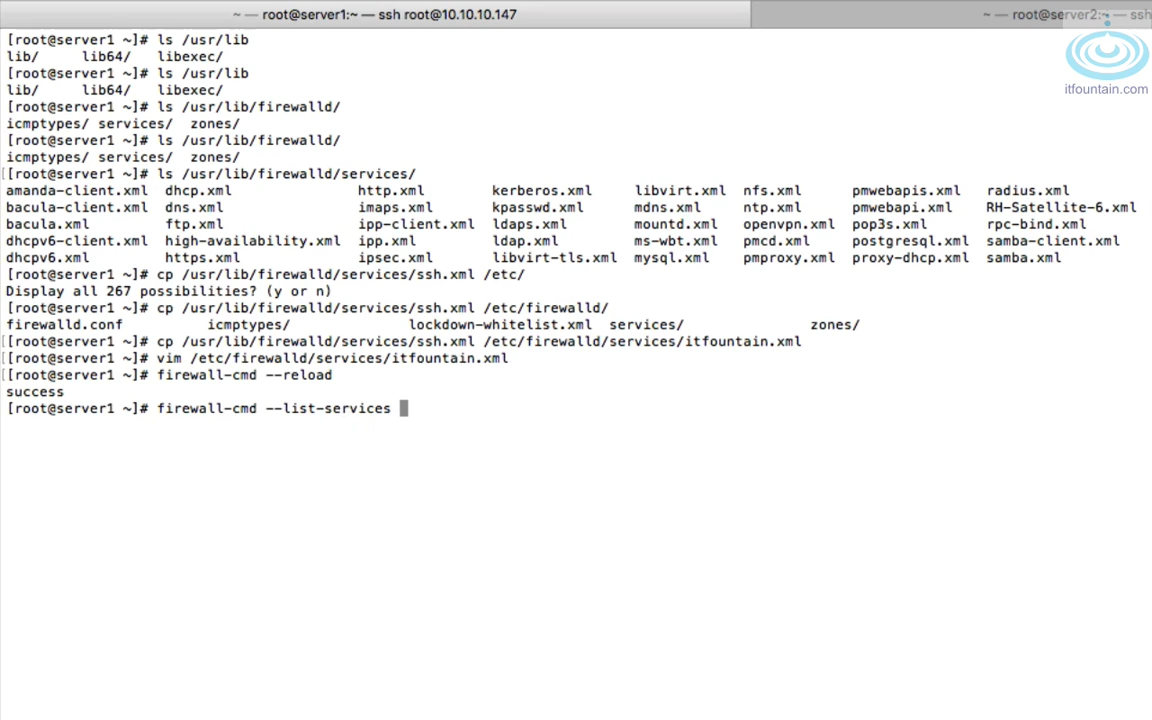 ~ — root@server1:~ — ssh root@10.10.10.147
~ — root@server2:~ — ssh
itfountain.com
[root@server1 ~]# ls /usr/lib
lib/ lib64/ libexec/
[root@server1 ~]# ls /usr/lib
lib/ lib64/ libexec/
[root@server1 ~]# ls /usr/lib/firewalld/
icmptypes/ services/ zones/
[root@server1 ~]# ls /usr/lib/firewalld/
icmptypes/ services/ zones/
[[root@server1 ~]# ls /usr/lib/firewalld/services/
amanda-client.xml dhcp.xml http.xml kerberos.xml libvirt.xml nfs.xml pmwebapis.xml radius.xml
bacula-client.xml dns.xml imaps.xml kpasswd.xml mdns.xml ntp.xml pmwebapi.xml RH-Satellite-6.xml
bacula.xml ftp.xml ipp-client.xml ldaps.xml mountd.xml openvpn.xml pop3s.xml rpc-bind.xml
dhcpv6-client.xml high-availability.xml ipp.xml ldap.xml ms-wbt.xml pmcd.xml postgresql.xml samba-client.xml
dhcpv6.xml https.xml ipsec.xml libvirt-tls.xml mysql.xml pmproxy.xml proxy-dhcp.xml samba.xml
[root@server1 ~]# cp /usr/lib/firewalld/services/ssh.xml /etc/
Display all 267 possibilities? (y or n)
[root@server1 ~]# cp /usr/lib/firewalld/services/ssh.xml /etc/firewalld/
firewalld.conf icmptypes/ lockdown-whitelist.xml services/ zones/
[[root@server1 ~]# cp /usr/lib/firewalld/services/ssh.xml /etc/firewalld/services/itfountain.xml
[[root@server1 ~]# vim /etc/firewalld/services/itfountain.xml
[[root@server1 ~]# firewall-cmd --reload
success
[root@server1 ~]# firewall-cmd --list-services